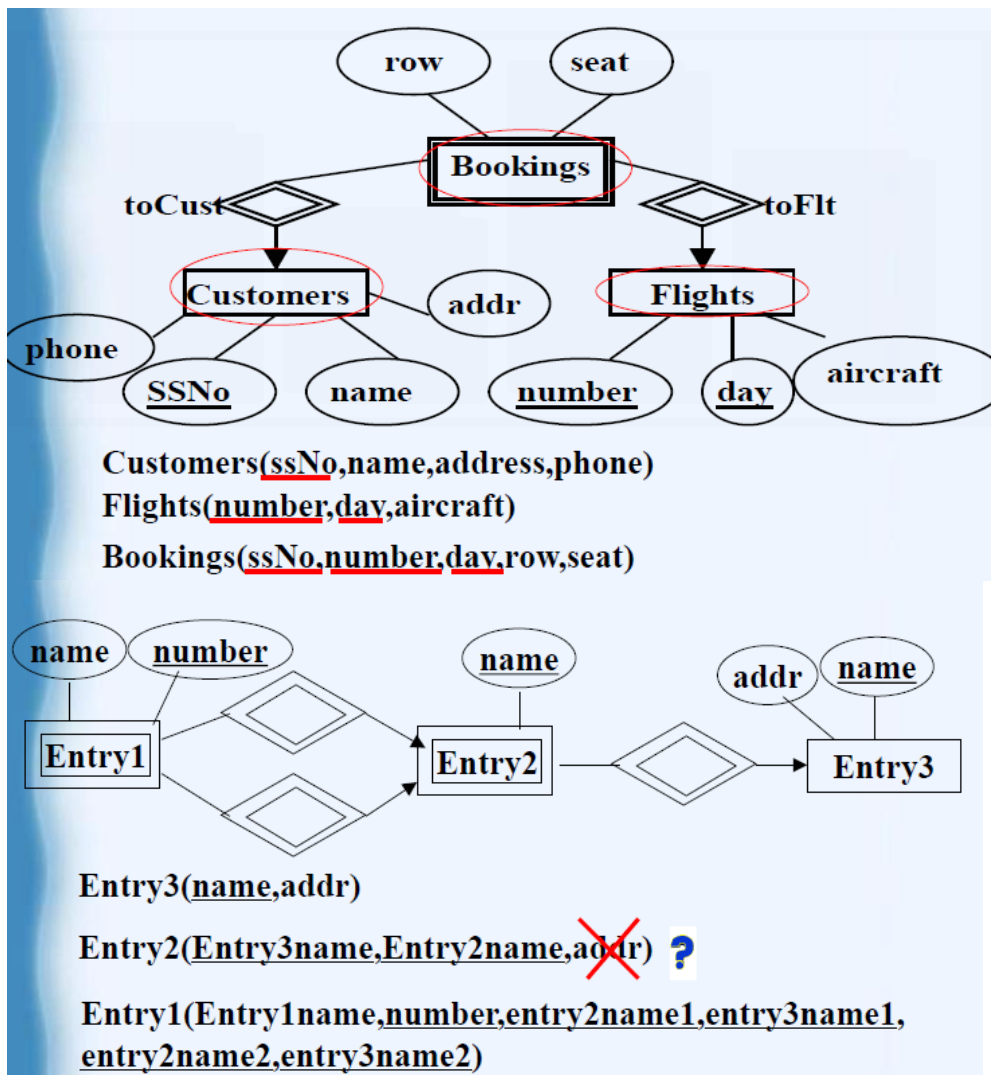 row seat
Bookings
toCust toFlt
Customers addr Flights
phone SSNo name number day aircraft
Customers(ssNo,name,address,phone)
Flights(number,day,aircraft)
Bookings(ssNo,number,day,row,seat)
name number name addr name
Entry1 Entry2 Entry3
Entry3(name,addr)
Entry2(Entry3name,Entry2name,addr) ?
Entry1(Entry1name,number,entry2name1,entry3name1,
entry2name2,entry3name2)